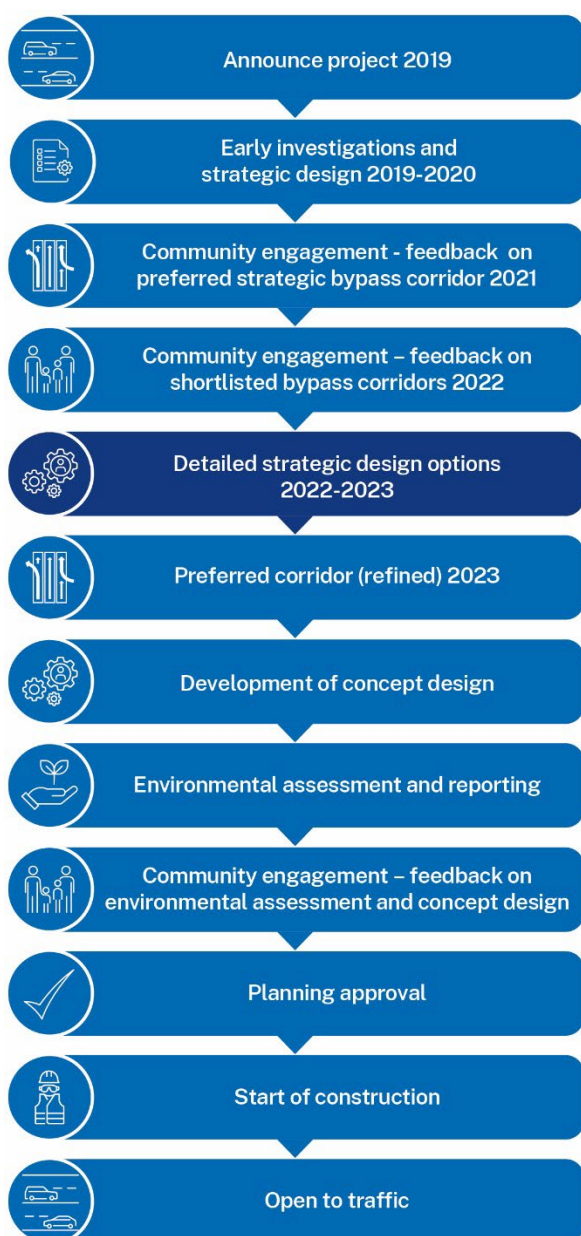 Announce project 2019
Early investigations and
strategic design 2019-2020
Community engagement - feedback on
preferred strategic bypass corridor 2021
Community engagement – feedback on
shortlisted bypass corridors 2022
Detailed strategic design options
2022-2023
Preferred corridor (refined) 2023
Development of concept design
Environmental assessment and reporting
Community engagement – feedback on
environmental assessment and concept design
Planning approval
Start of construction
Open to traffic